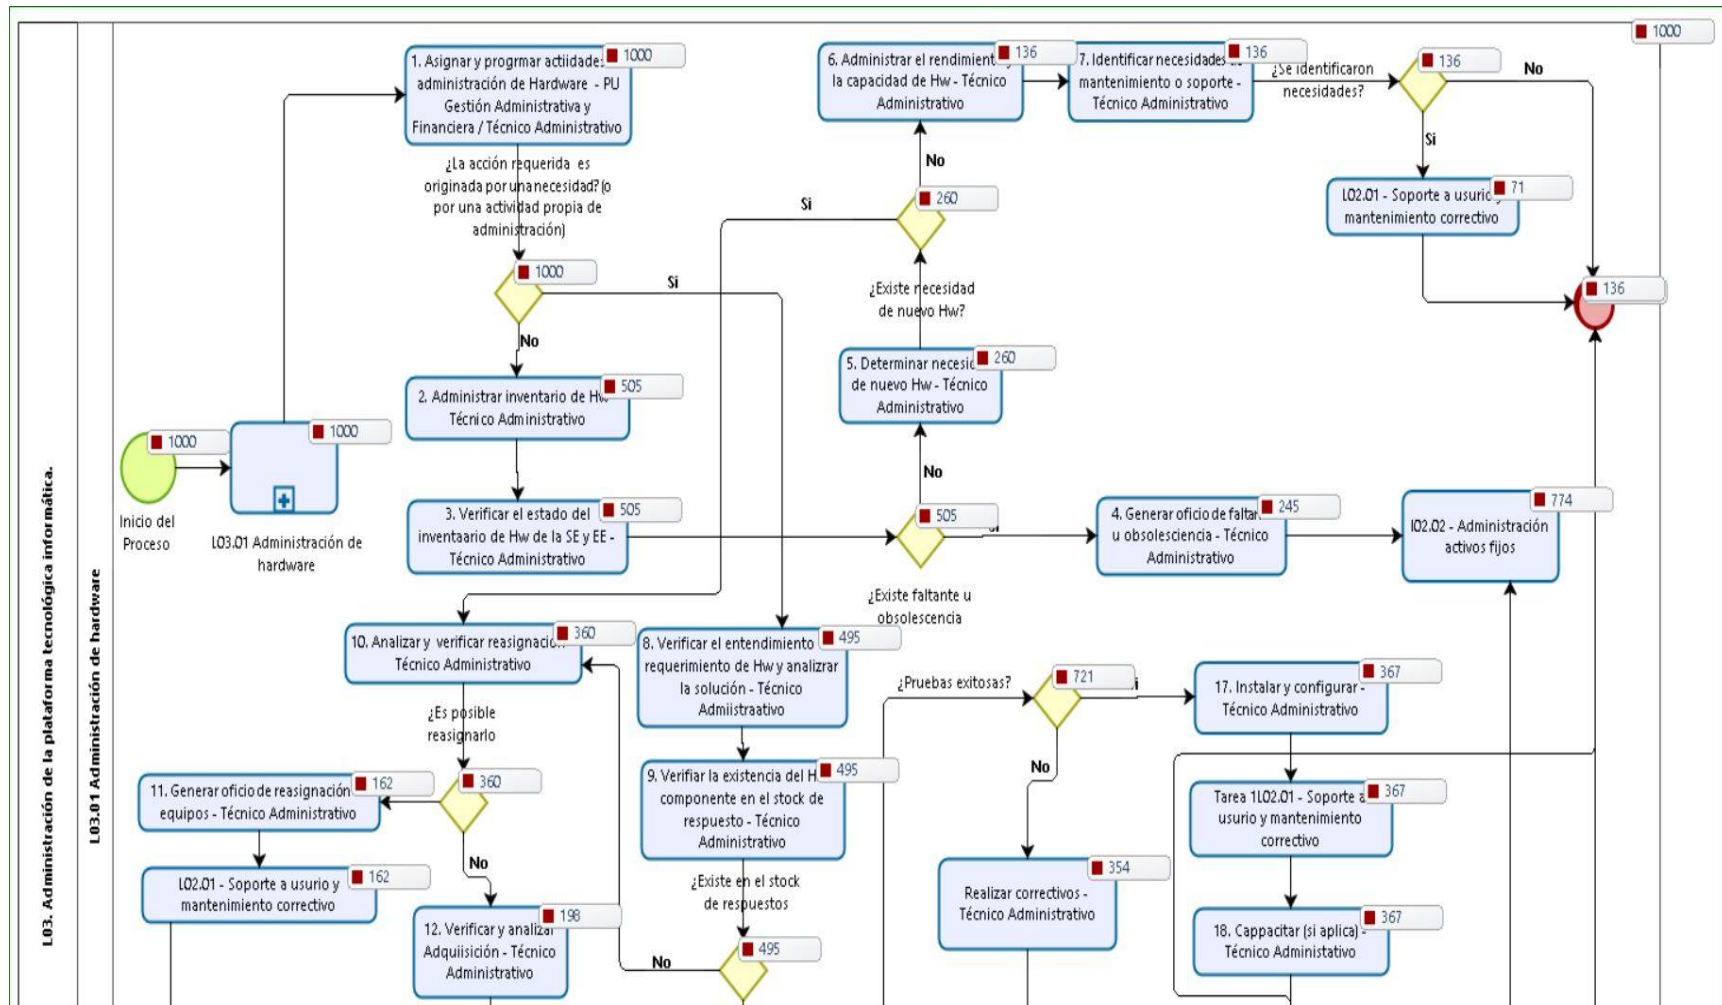 L03. Administración de la plataforma tecnológica informática.
L03.01 Administración de hardware
1000
1000
Inicio del
Proceso
1000
L03.01 Administración de
hardware
1000
1. Asignar y progrmar actiidades
administración de Hardware - PU
Gestión Administrativa y
Financiera / Técnico Administrativo
¿La acción requerida es
originada por una necesidad? (o
por una actividad propia de
administración)
1000
Si
No
505
2. Administrar inventario de Hw
Técnico Administrativo
505
3. Verificar el estado del
inventaario de Hw de la SE y EE -
Técnico Administrativo
136
6. Administrar el rendimiento y
la capacidad de Hw - Técnico
Administrativo
136
7. Identificar necesidades
mantenimiento o soporte -
Técnico Administrativo
¿Se identificaron
necesidades?
136
No
Si
71
L02.01 - Soporte a usurio y
mantenimiento correctivo
136
No
260
Si
¿Existe necesidad
de nuevo Hw?
260
5. Determinar
de nuevo Hw - Técnico
Administrativo
No
505
¿Existe faltante u
obsolescencia
245
4. Generar oficio de
u obsolesciencia - Técnico
Administrativo
774
I02.02 - Administración
activos fijos
360
10. Analizar y verificar reasignación
Técnico Administrativo
¿Es posible
reasignarlo
360
No
162
11. Generar oficio de reasignación
equipos - Técnico Administrativo
162
L02.01 - Soporte a usurio y
mantenimiento correctivo
198
12. Verificar y analizar
Adquiisición - Técnico
Administrativo
495
8. Verificar el entendimiento
requerimiento de Hw y analizrar
la solución - Técnico
Admiistraativo
495
9. Verifiar la existencia del
componente en el stock de
respuesto - Técnico
Administrativo
¿Existe en el stock
de respuestos
495
No
¿Pruebas exitosas?
721
No
354
Realizar correctivos -
Técnico Administrativo
367
17. Instalar y configurar -
Técnico Administrativo
367
Tarea 1L02.01 - Soporte a
usurio y mantenimiento
correctivo
367
18. Cappacitar (si aplica) -
Técnico Administativo